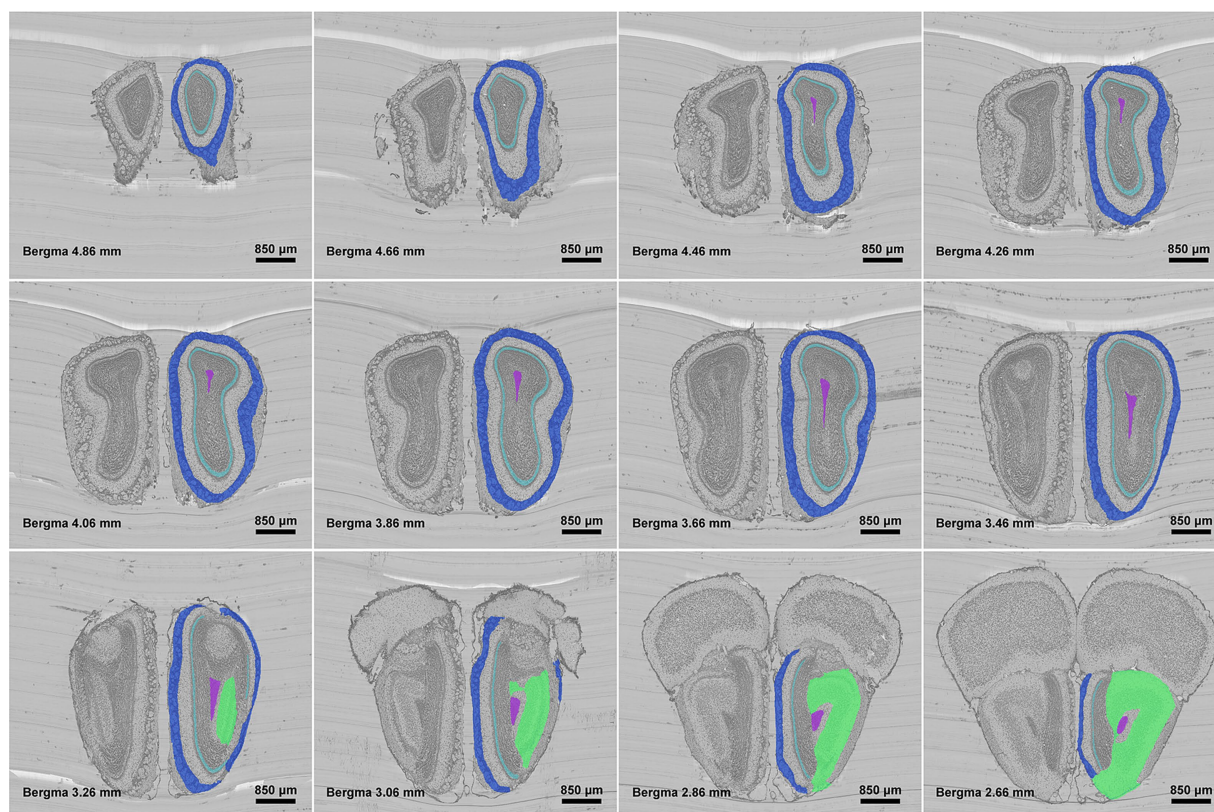 Bergma 4.86 mm 850 µm
Bergma 4.66 mm 850 µm
Bergma 4.46 mm 850 µm
Bergma 4.26 mm 850 µm
Bergma 4.06 mm 850 µm
Bergma 3.86 mm 850 µm
Bergma 3.66 mm 850 µm
Bergma 3.46 mm 850 µm
Bergma 3.26 mm 850 µm
Bergma 3.06 mm 850 µm
Bergma 2.86 mm 850 µm
Bergma 2.66 mm 850 µm